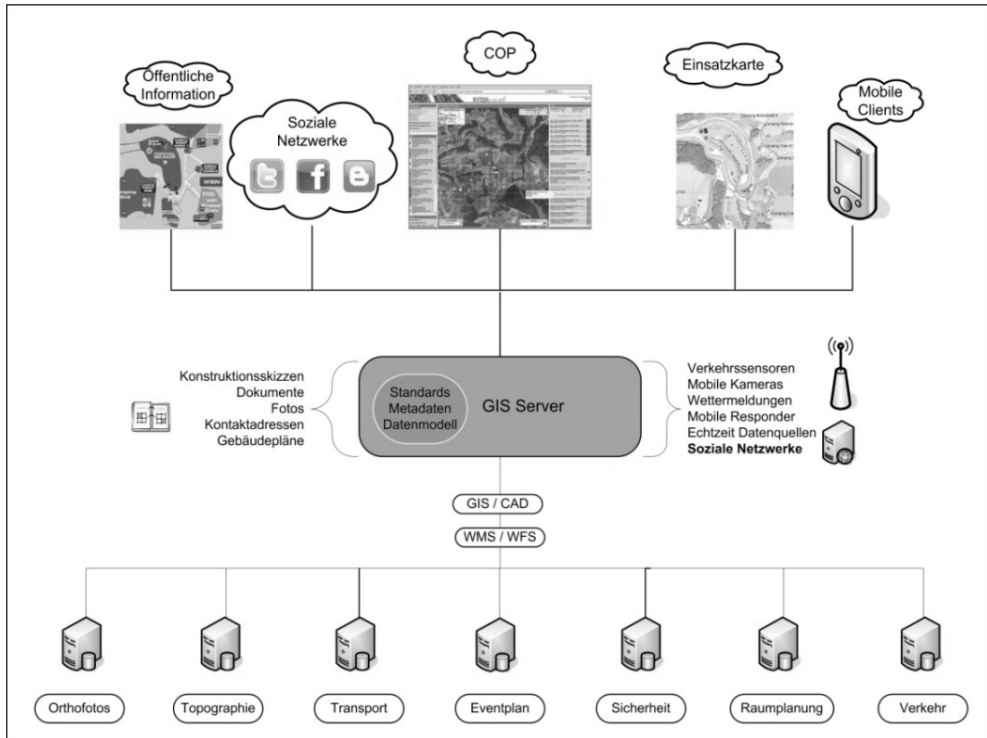 COP
Öffentliche
Information
Einsatzkarte
Mobile
Clients
Soziale
Netzwerke
WIEN
Konstruktionsskizzen
Dokumente
Fotos
Kontaktadressen
Gebäudepläne
Standards
Metadaten
Datenmodell
GIS Server
Verkehrssensoren
Mobile Kameras
Wettermeldungen
Mobile Responder
Echtzeit Datenquellen
Soziale Netzwerke
GIS / CAD
WMS / WFS
Orthofotos
Topographie
Transport
Eventplan
Sicherheit
Raumplanung
Verkehr